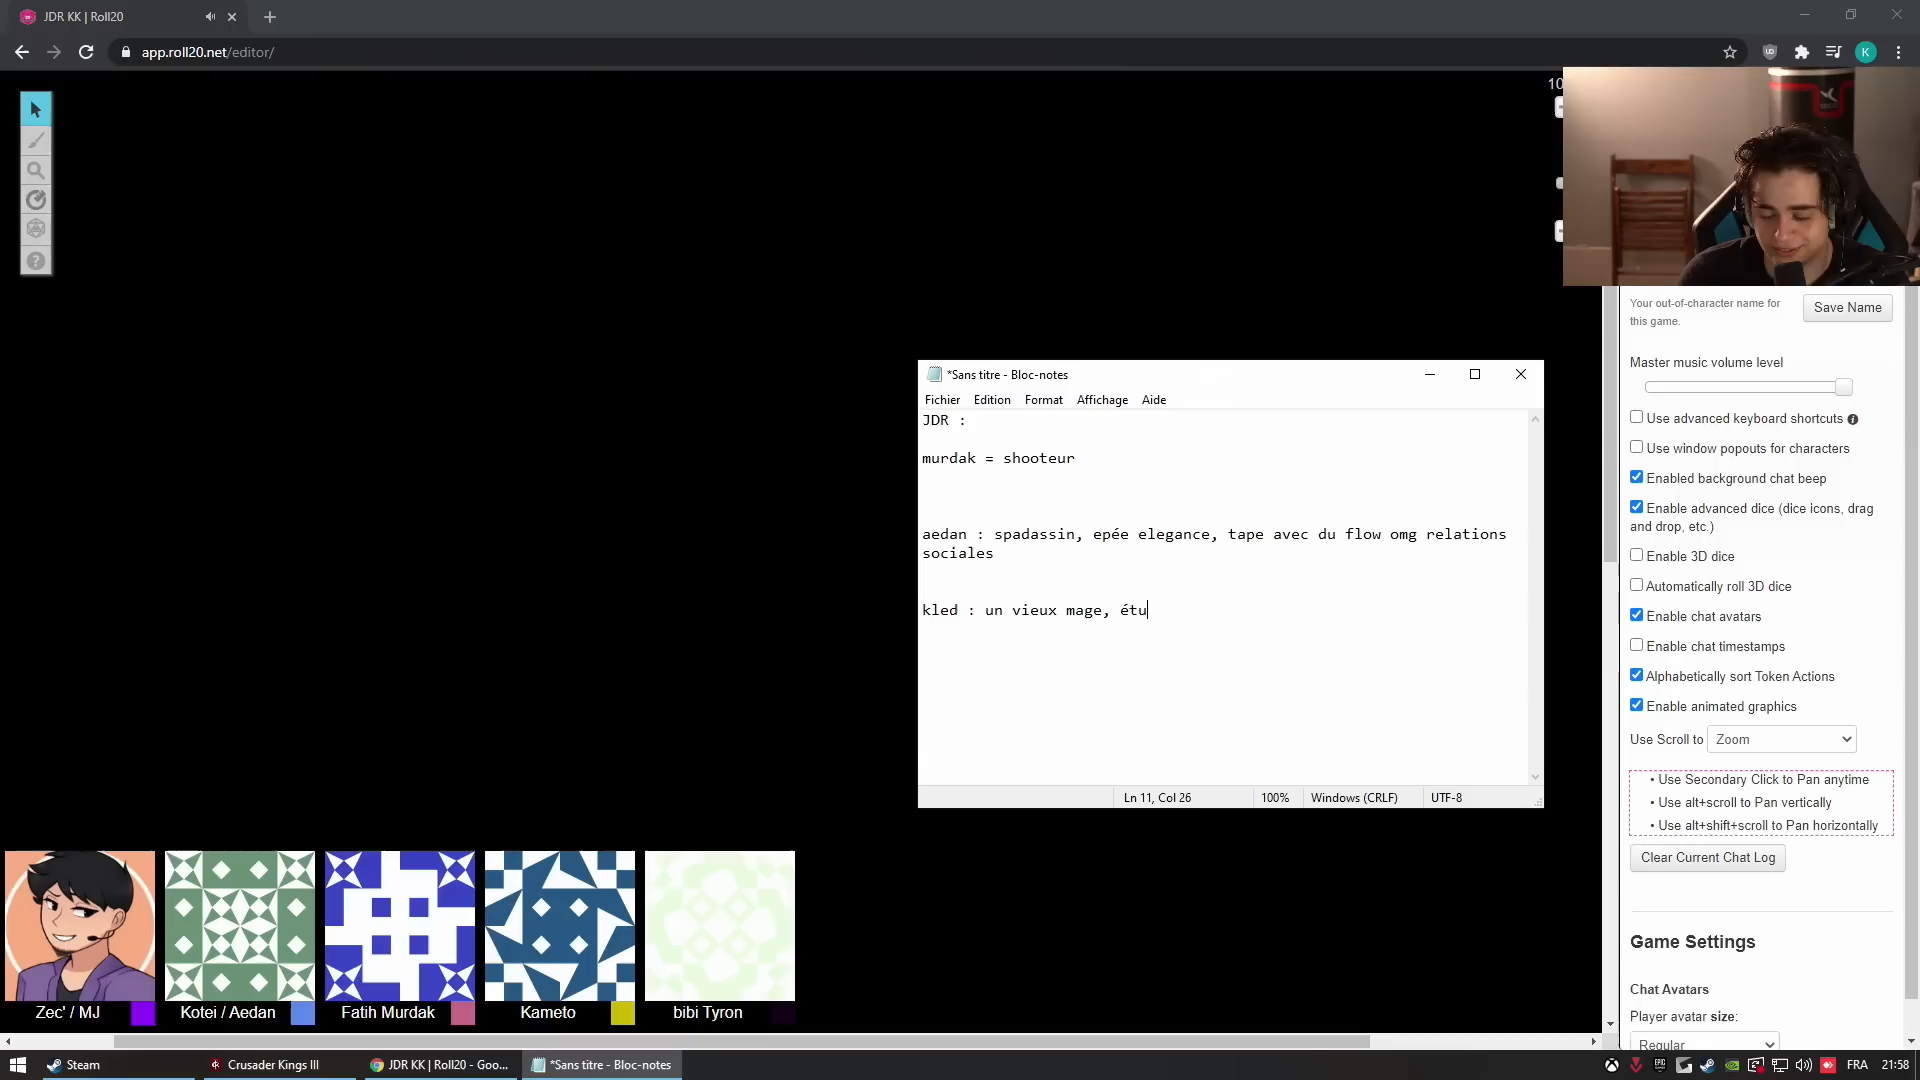 JDR KK | Roll20
app.roll20.net/editor/
K
10
Your out-of-character name for
this game.
Save Name
Master music volume level
Use advanced keyboard shortcuts
Use window popouts for characters
Enabled background chat beep
Enable advanced dice (dice icons, drag
and drop, etc.)
Enable 3D dice
Automatically roll 3D dice
Enable chat avatars
Enable chat timestamps
Alphabetically sort Token Actions
Enable animated graphics
Use Scroll to Zoom
• Use Secondary Click to Pan anytime
• Use alt+scroll to Pan vertically
• Use alt+shift+scroll to Pan horizontally
Clear Current Chat Log
Game Settings
Chat Avatars
Player avatar size:
Regular
*Sans titre - Bloc-notes
Fichier Edition Format Affichage Aide
JDR :
murdak = shooteur
aedan : spadassin, epée elegance, tape avec du flow omg relations
sociales
kled : un vieux mage, étu
Ln 11, Col 26 100% Windows (CRLF) UTF-8
Zec' / MJ
Kotei / Aedan
Fatih Murdak
Kameto
bibi Tyron
Steam
Crusader Kings III
JDR KK | Roll20 - Goo...
*Sans titre - Bloc-notes
FRA
21:58